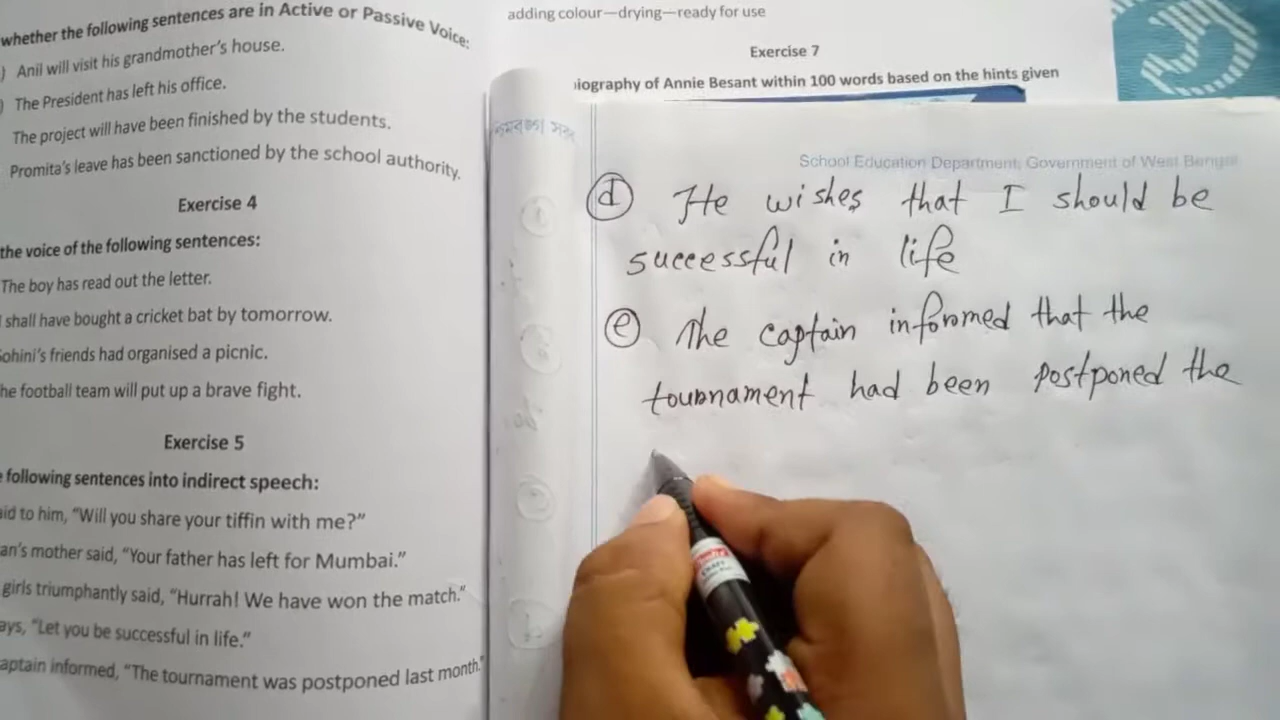 whether the following sentences are in Active or Passive Voice:
) Anil will visit his grandmother's house.
) The President has left his office.
The project will have been finished by the students.
Promita's leave has been sanctioned by the school authority.
Exercise 4
the voice of the following sentences:
The boy has read out the letter.
I shall have bought a cricket bat by tomorrow.
Sohini's friends had organised a picnic.
he football team will put up a brave fight.
Exercise 5
following sentences into indirect speech:
aid to him, "Will you share your tiffin with me?"
an's mother said, "Your father has left for Mumbai."
girls triumphantly said, "Hurrah! We have won the match."
ays, "Let you be successful in life."
aptain informed, "The tournament was postponed last month."
adding colour—drying—ready for use
Exercise 7
iography of Annie Besant within 100 words based on the hints given
School Education Department, Government of West Bengal
(d) He wishes that I should be
successful in life
(e) The captain informed that the
tournament had been postponed the